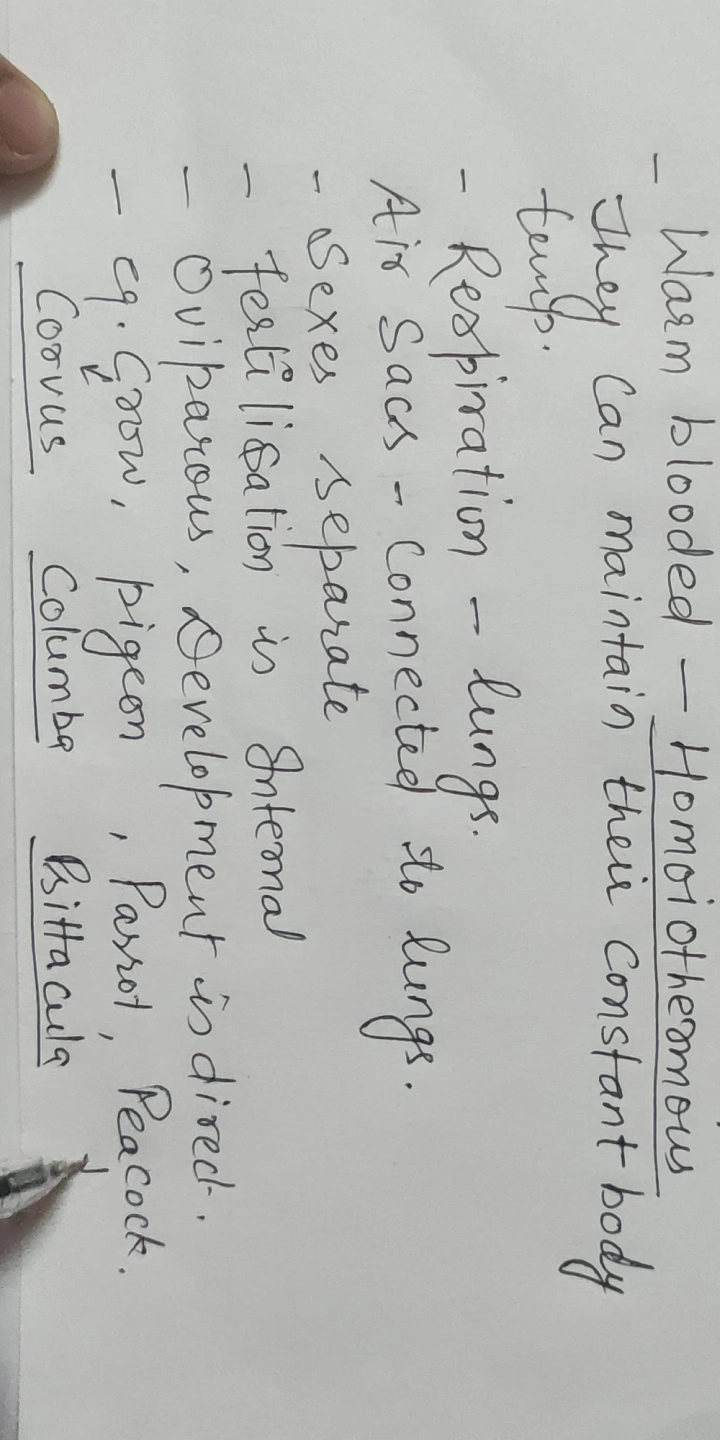 - Warm blooded - Homoiothermous
They can maintain their constant body
temp.
- Respiration - lungs.
Air Sacs - Connected to lungs.
- Sexes separate
- fertilisation is Internal
- Oviparous, Development is direct.
- eg. Crow, pigeon, Parrot, Peacock.
Corvus Columba Psittacula